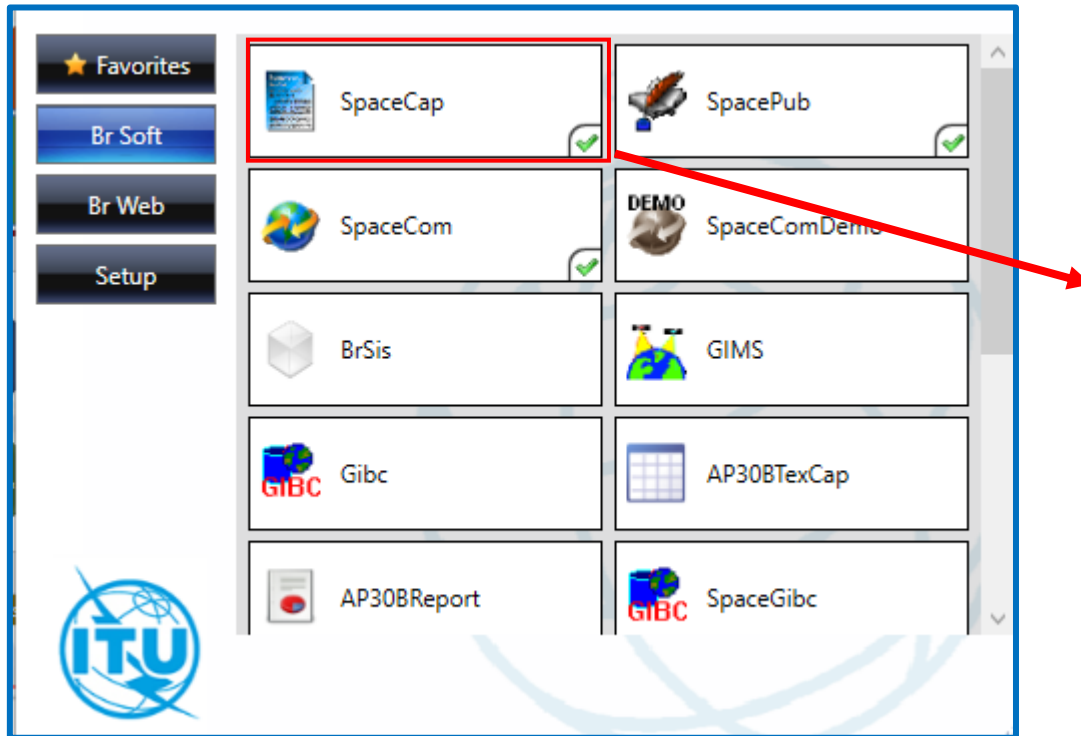 Favorites
Br Soft
Br Web
Setup
SpaceCap
SpacePub
SpaceCom
DEMO
SpaceComDemo
BrSis
GIMS
GIBC
Gibc
AP30BTexCap
AP30BReport
GIBC
SpaceGibc
ITU